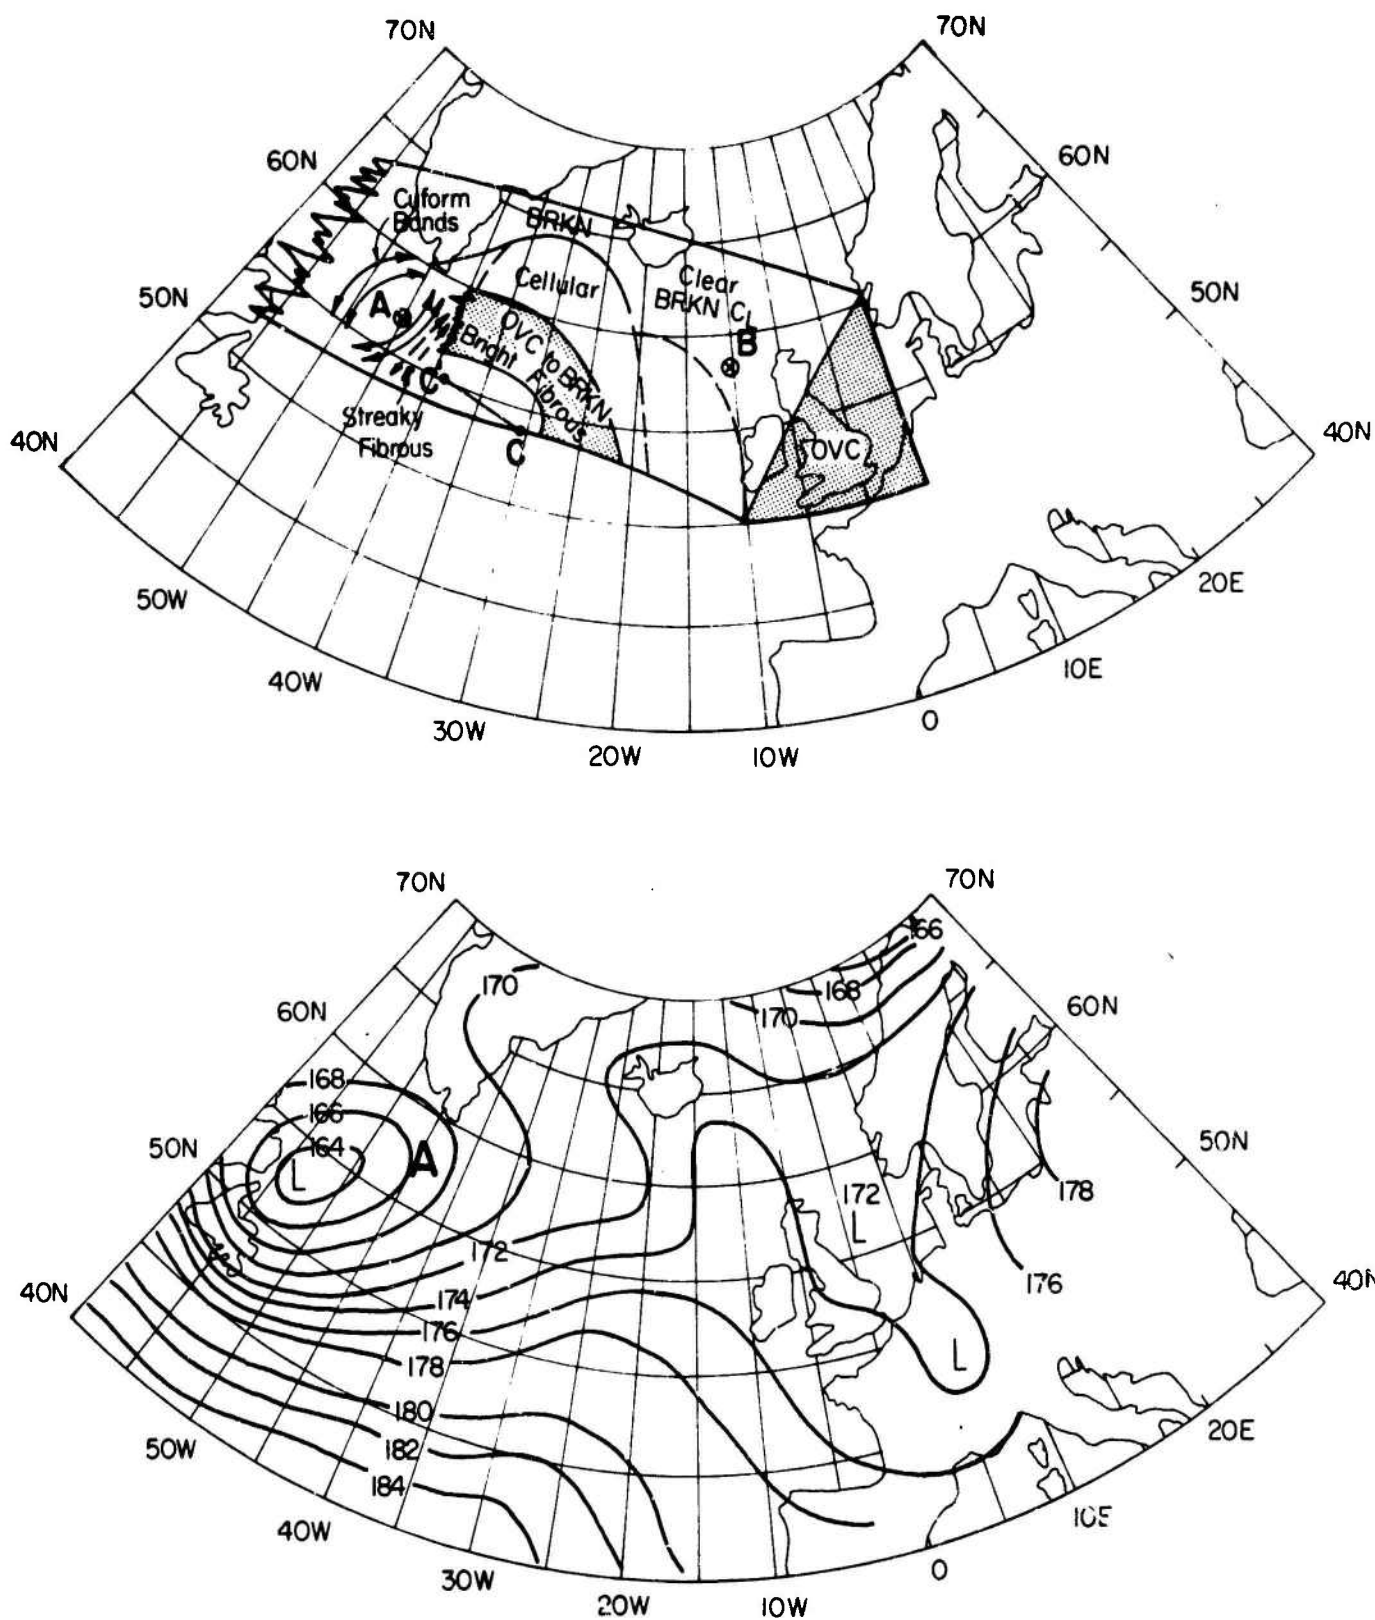 70N
70N
60N
60N
Cuform
Bands
BRKN
Cellular
Clear
BRKN CL
50N
50N
A
B
OVC to BRKN
Bright Fibrous
C
Streaky
Fibrous
C
OVC
40N
40N
50W
20E
40W
10E
30W
0
20W
10W
70N
70N
166
170
168
170
60N
60N
168
166
164
A
L
50N
50N
172
L
178
172
176
174
176
178
L
40N
40N
180
182
184
50W
20E
40W
10E
30W
0
20W
10W